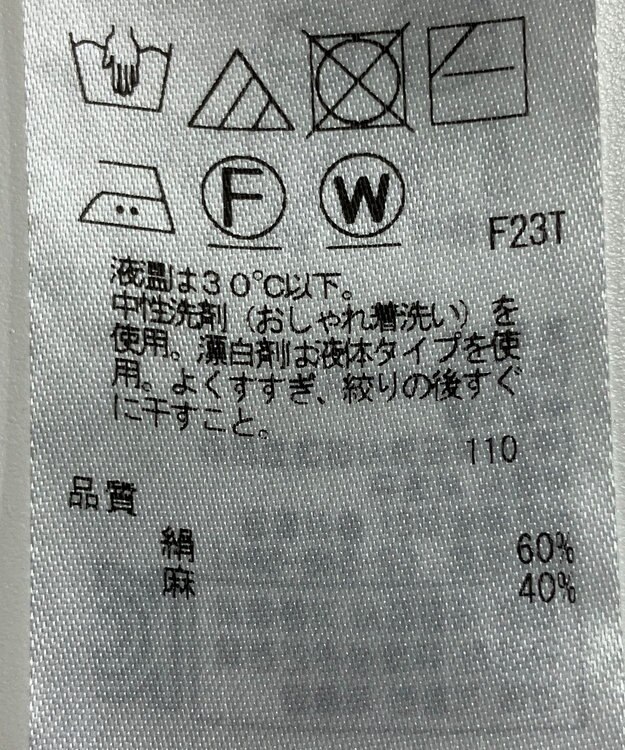 F
W
F23T
液温は30℃以下。
中性洗剤（おしゃれ着洗い）を
使用。漂白剤は液体タイプを使
用。よくすすぎ、絞りの後すぐ
に干すこと。
110
品質
絹 60%
麻 40%